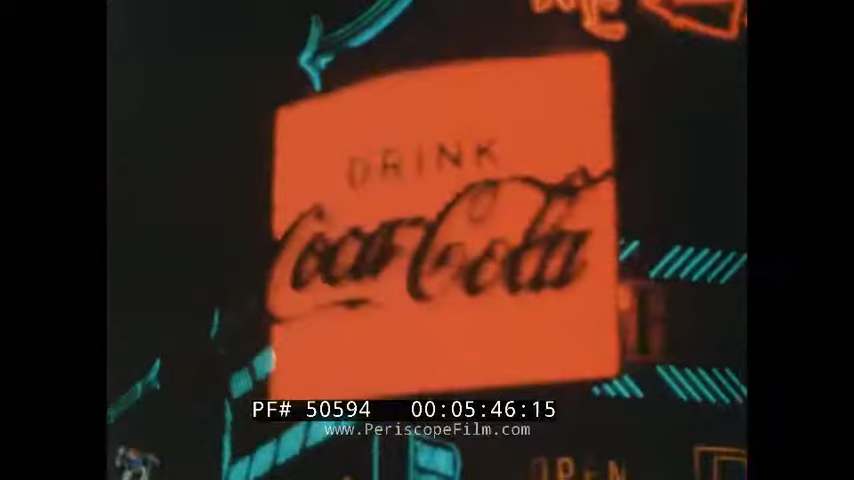 DRINK
Coca-Cola
PF# 50594 00:05:46:15
www.PeriscopeFilm.com
OPEN